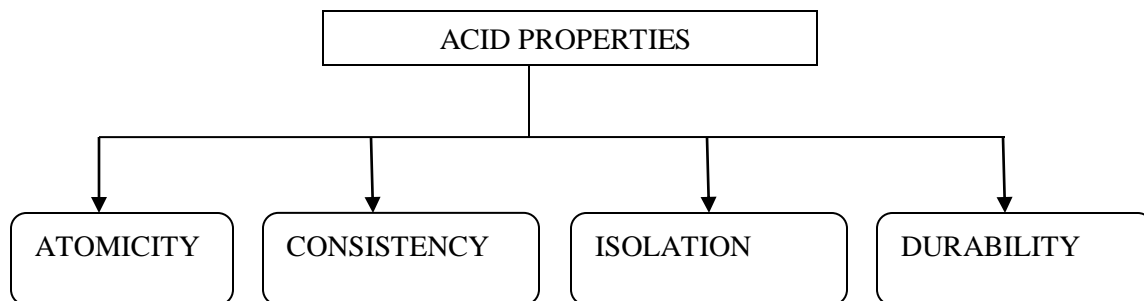 ACID PROPERTIES
ATOMICITY
CONSISTENCY
ISOLATION
DURABILITY